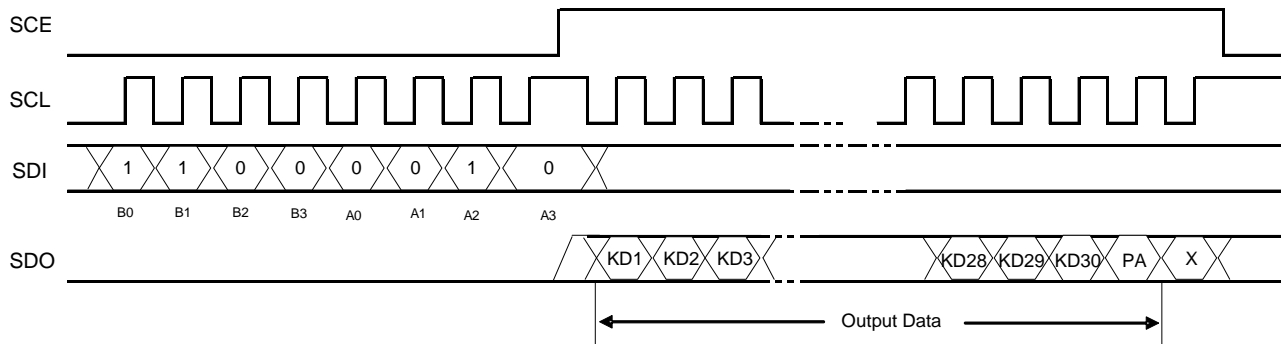 SCE
SCL
SDI 1 1 0 0 0 0 1 0
B0 B1 B2 B3 A0 A1 A2 A3
SDO KD1 KD2 KD3 KD28 KD29 KD30 PA X
Output Data